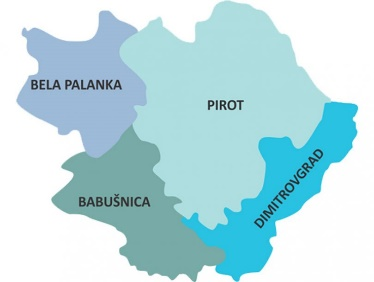 BELA PALANKA
PIROT
DIMITROVGRAD
BABUŠNICA